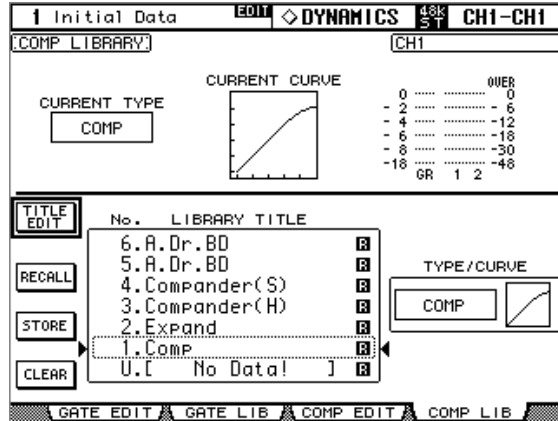 1 Initial Data EDIT ◇DYNAMICS 48K ST CH1-CH1
COMP LIBRARY CH1
CURRENT TYPE
COMP
CURRENT CURVE
OVER
0 0
- 2 - 6
- 4 -12
- 6 -18
- 8 -30
-18 -48
GR 1 2
TITLE EDIT
RECALL
STORE
CLEAR
No. LIBRARY TITLE
6.A.Dr.BD R
5.A.Dr.BD R
4.Compander(S) R
3.Compander(H) R
2.Expand R
1.Comp R
U.[ No Data! ] R
TYPE/CURVE
COMP
GATE EDIT GATE LIB COMP EDIT COMP LIB